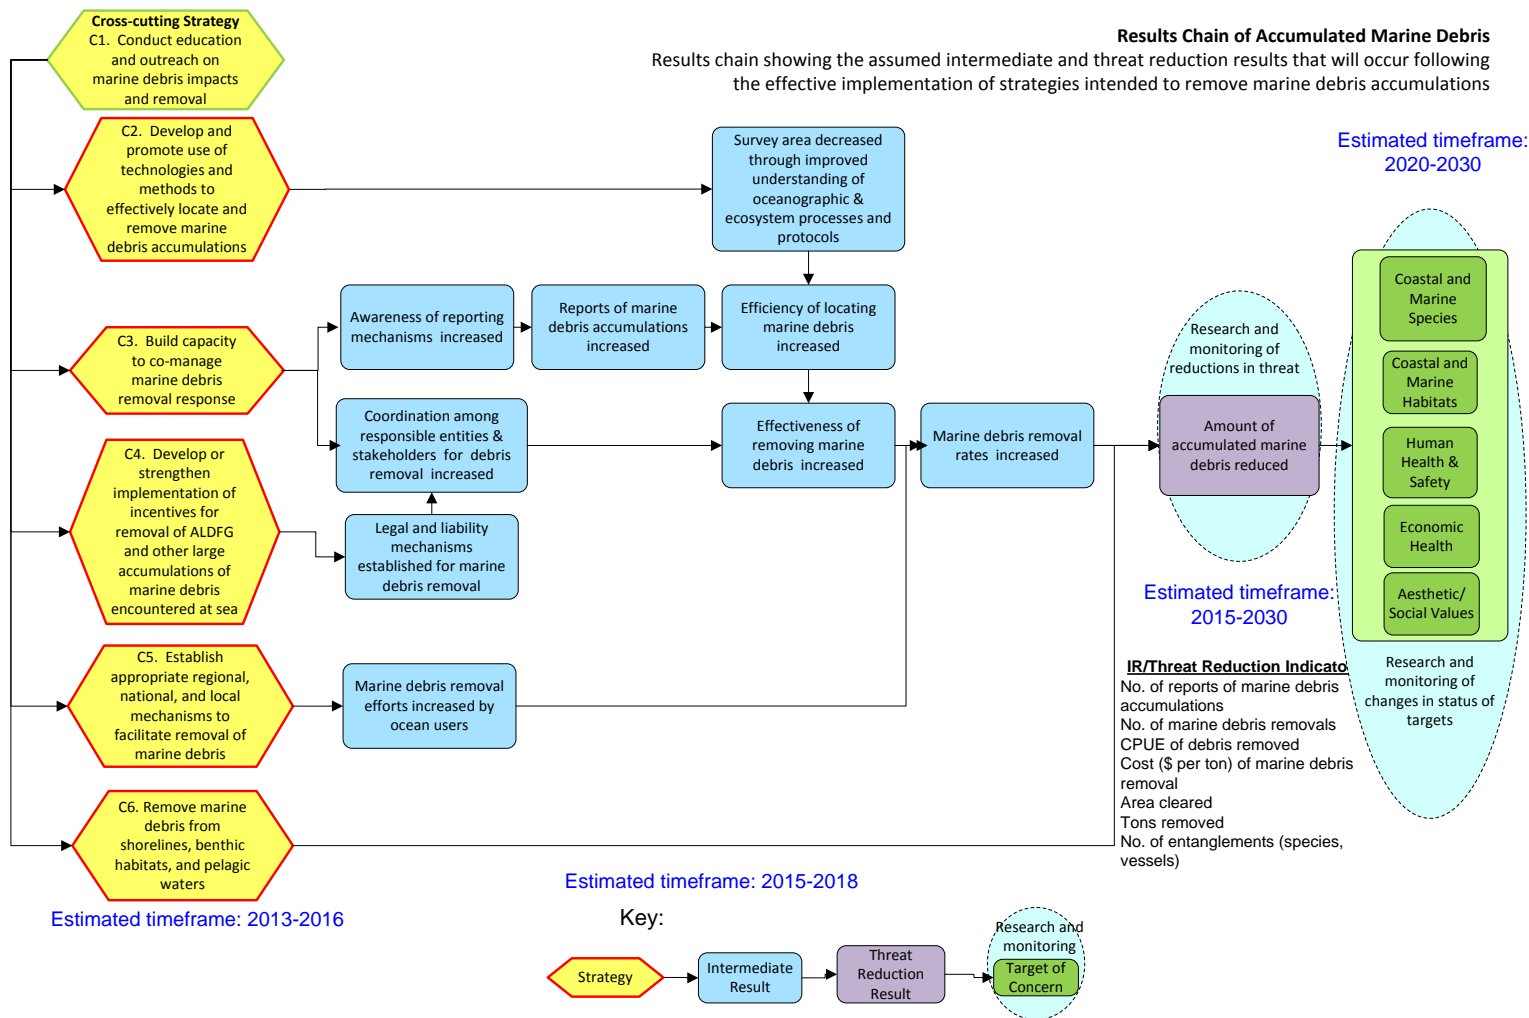 Cross-cutting Strategy
C1.  Conduct education
and outreach on
marine debris impacts
and removal
Results Chain of Accumulated Marine Debris
Results chain showing the assumed intermediate and threat reduction results that will occur following
the effective implementation of strategies intended to remove marine debris accumulations
C2.  Develop and
promote use of
technologies and
methods to
effectively locate and
remove marine
debris accumulations
Survey area decreased
through improved
understanding of
oceanographic &
ecosystem processes and
protocols
Estimated timeframe:
2020-2030
C3.  Build capacity
to co-manage
marine debris
removal response
Awareness of reporting
mechanisms  increased
Reports of marine
debris accumulations
increased
Efficiency of locating
marine debris
increased
Coordination among
responsible entities &
stakeholders for  debris
removal increased
Effectiveness of
removing marine
debris  increased
Marine debris removal
rates  increased
Research and
monitoring of
reductions in threat
Amount of
accumulated marine
debris reduced
Estimated timeframe:
2015-2030
Coastal and
Marine
Species
Coastal and
Marine
Habitats
Human
Health &
Safety
Economic
Health
Aesthetic/
Social Values
Research and
monitoring of
changes in status of
targets
C4.  Develop or
strengthen
implementation of
incentives for
removal of ALDFG
and other large
accumulations of
marine debris
encountered at sea
Legal and liability
mechanisms
established for marine
debris removal
C5.  Establish
appropriate regional,
national, and local
mechanisms to
facilitate removal of
marine debris
Marine debris removal
efforts increased by
ocean users
IR/Threat Reduction Indicato
No. of reports of marine debris
accumulations
No. of marine debris removals
CPUE of debris removed
Cost ($ per ton) of marine debris
removal
Area cleared
Tons removed
No. of entanglements (species,
vessels)
C6. Remove marine
debris from
shorelines, benthic
habitats, and pelagic
waters
Estimated timeframe: 2013-2016
Estimated timeframe: 2015-2018
Key:
Strategy
Intermediate
Result
Threat
Reduction
Result
Research and
monitoring
Target of
Concern